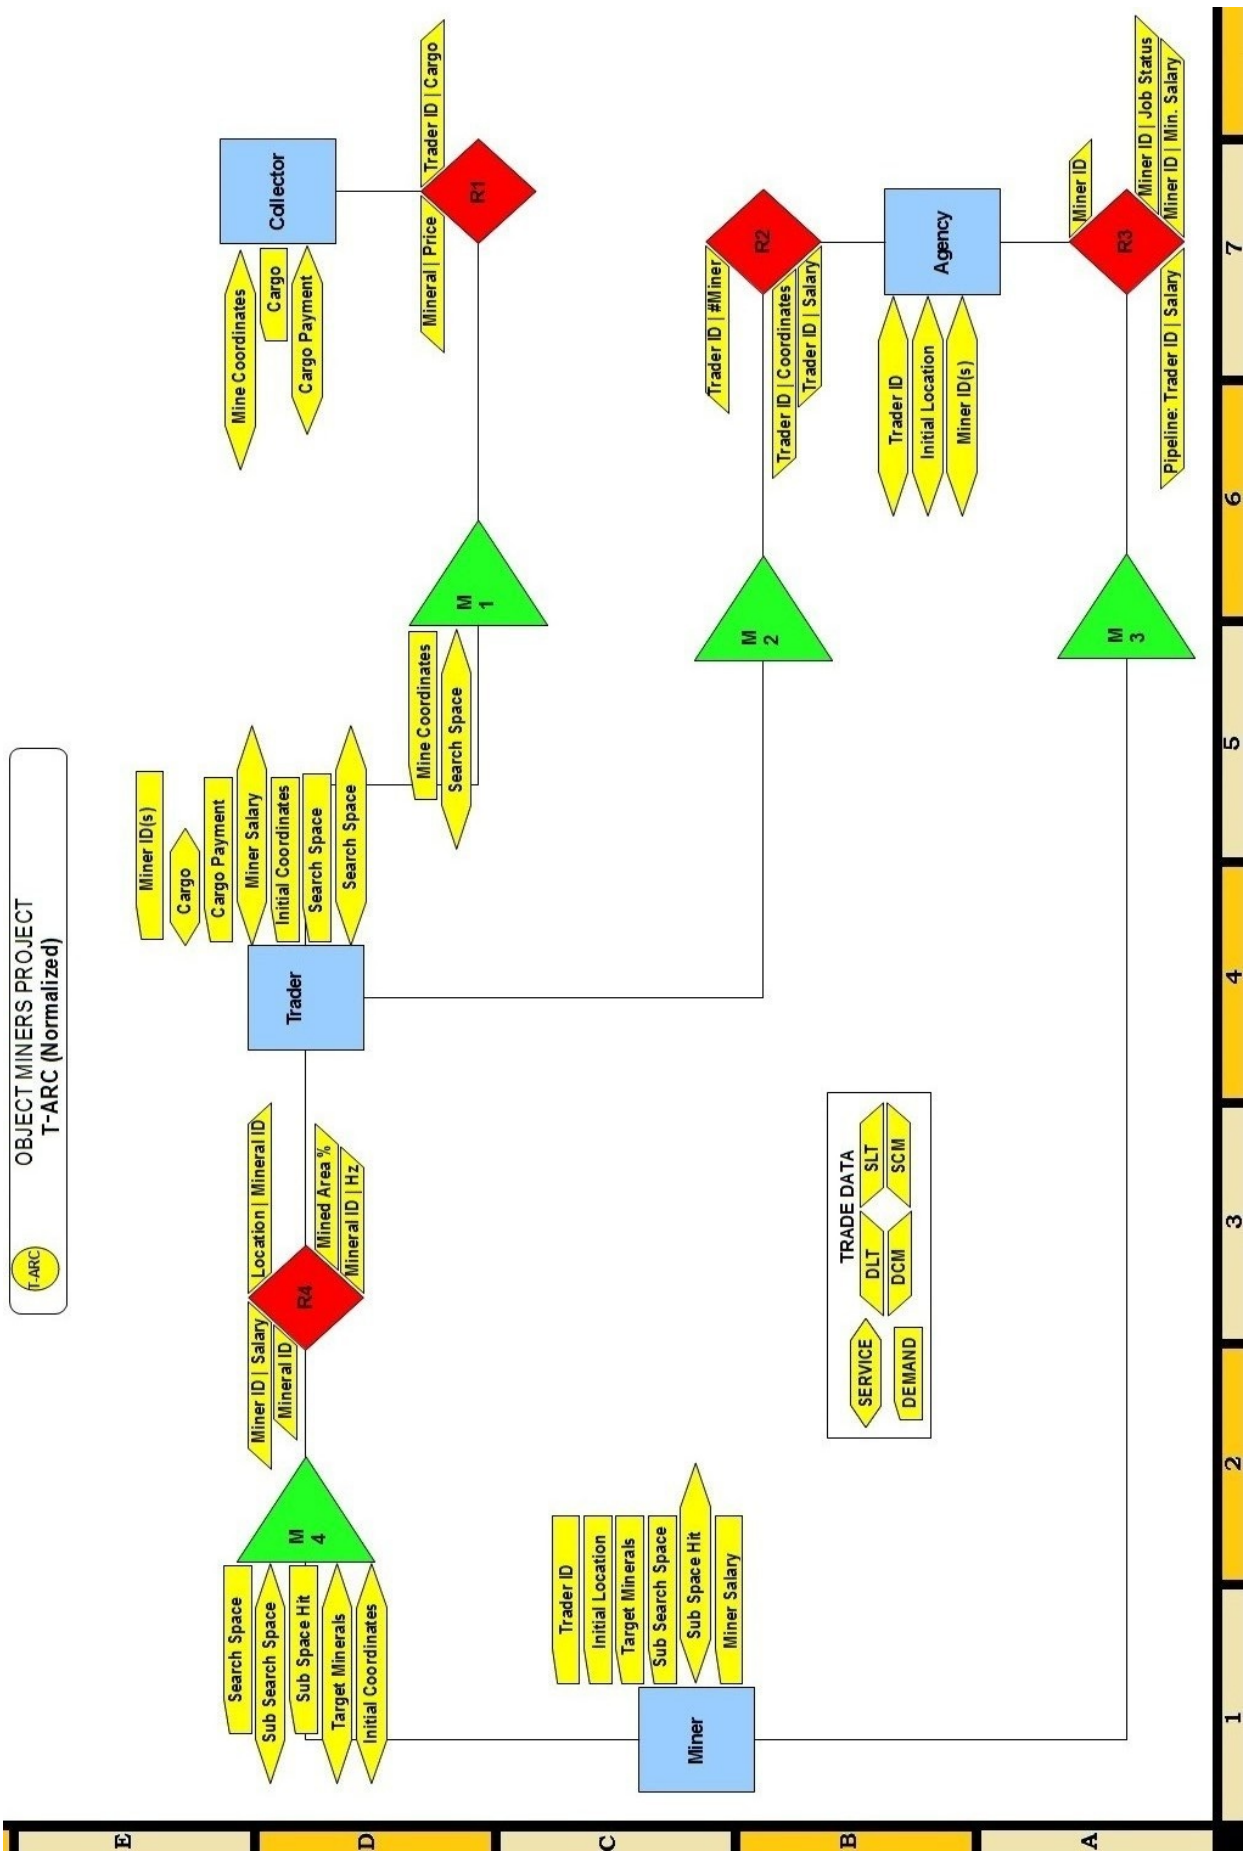 OBJECT MINERS PROJECT
T-ARC (Normalized)
T-ARC
E
D
C
B
A
1
2
3
4
5
6
7
Search Space
Sub Search Space
Sub Space Hit
Target Minerals
Initial Coordinates
M
4
Miner ID | Salary
Mineral ID
R4
Location | Mineral ID
Mined Area %
Mineral ID | Hz
Trader
Miner ID(s)
Cargo
Cargo Payment
Miner Salary
Initial Coordinates
Search Space
Search Space
Mine Coordinates
Search Space
M
1
Mineral | Price
R1
Trader ID | Cargo
Collector
Mine Coordinates
Cargo
Cargo Payment
Miner
Trader ID
Initial Location
Target Minerals
Sub Search Space
Sub Space Hit
Miner Salary
TRADE DATA
SERVICE
DEMAND
DLT
SLT
DCM
SCM
M
2
Trader ID | #Miner
Trader ID | Coordinates
Trader ID | Salary
R2
Agency
Trader ID
Initial Location
Miner ID(s)
M
3
Pipeline: Trader ID | Salary
R3
Miner ID
Miner ID | Job Status
Miner ID | Min. Salary